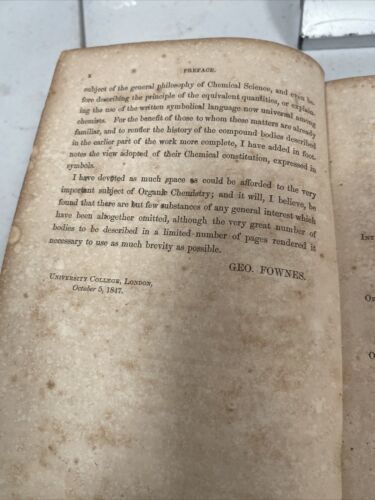 x PREFACE.
subject of the general philosophy of Chemical Science, and even be-
fore describing the principle of the equivalent quantities, or explain-
ing the use of the written symbolical language now universal among
chemists. For the benefit of those to whom these matters are already
familiar, and to render the history of the compound bodies described
in the earlier part of the work more complete, I have added in foot-
notes the view adopted of their Chemical constitution, expressed in
symbols.
I have devoted as much space as could be afforded to the very
important subject of Organic Chemistry; and it will, I believe, be
found that there are but few substances of any general interest which
have been altogether omitted, although the very great number of
bodies to be described in a limited number of pages rendered it
necessary to use as much brevity as possible.
GEO. FOWNES.
UNIVERSITY COLLEGE, LONDON,
October 5, 1847.
INT
OF
O